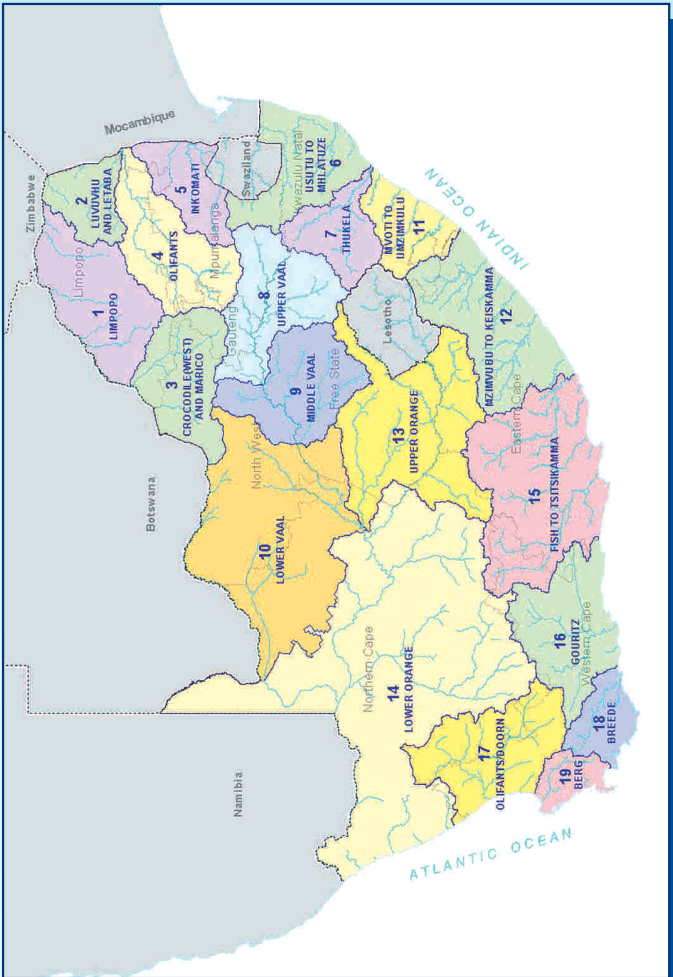 Zimbabwe
Mocambique
Botswana
Namibia
Swaziland
Lesotho
INDIAN OCEAN
ATLANTIC OCEAN
Limpopo
Mpumalanga
Gauteng
North West
Free State
Northern Cape
Eastern Cape
Western Cape
1
LIMPOPO
2
LUVUVHU
AND LETABA
3
CROCODILE(WEST)
AND MARICO
4
OLIFANTS
5
INKOMATI
6
USUTU TO
MHLATUZE
7
THUKELA
8
UPPER VAAL
9
MIDDLE VAAL
10
LOWER VAAL
11
MVOTI TO
UMZIMKULU
12
MZIMVUBU TO KEISKAMMA
13
UPPER ORANGE
14
LOWER ORANGE
15
FISH TO TSITSIKAMMA
16
GOURITZ
17
OLIFANTS/DOORN
18
BREEDE
19
BERG